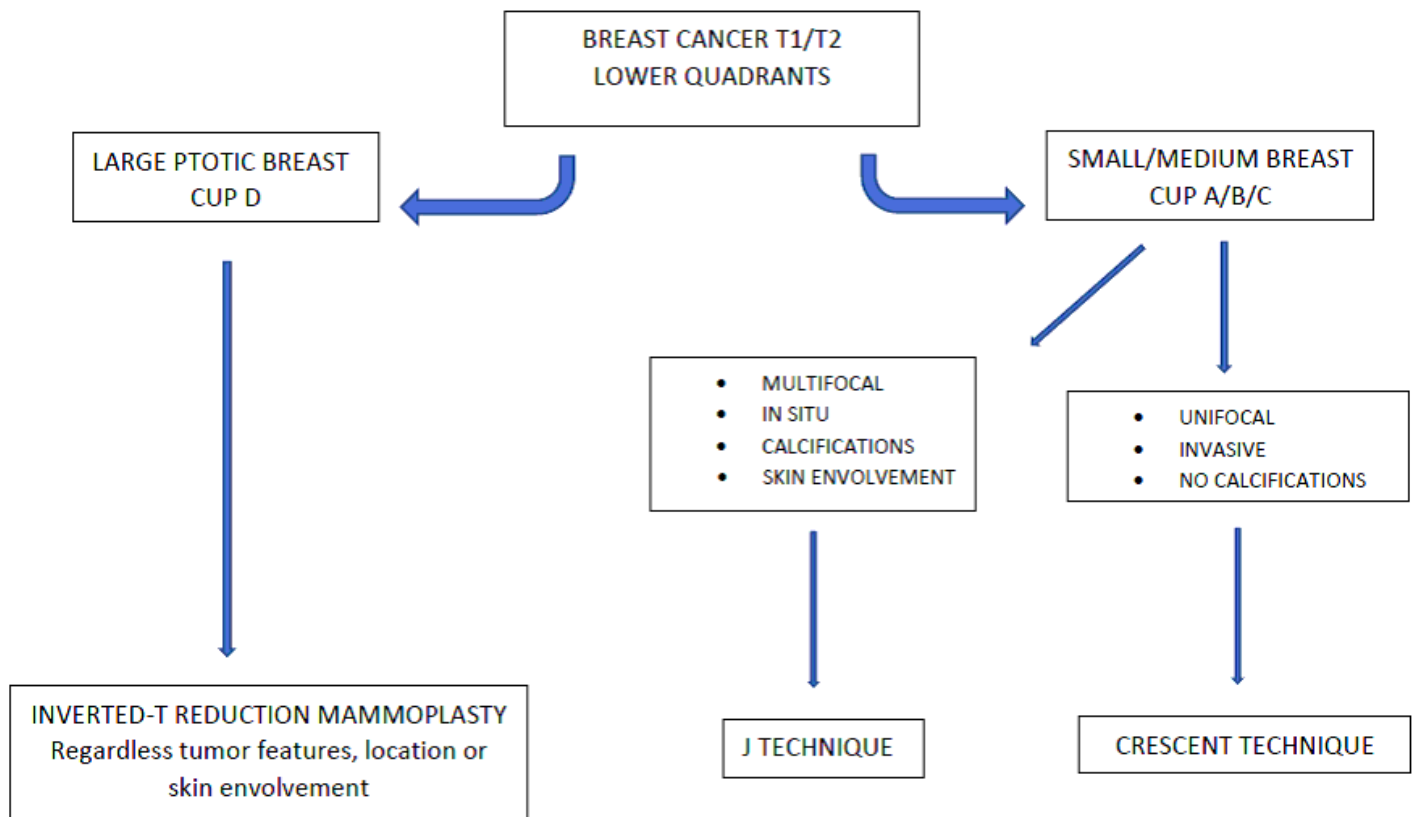 BREAST CANCER T1/T2
LOWER QUADRANTS
LARGE PTOTIC BREAST
CUP D
SMALL/MEDIUM BREAST
CUP A/B/C
• MULTIFOCAL
• IN SITU
• CALCIFICATIONS
• SKIN ENVOLVEMENT
• UNIFOCAL
• INVASIVE
• NO CALCIFICATIONS
INVERTED-T REDUCTION MAMMOPLASTY
Regardless tumor features, location or
skin envolvement
J TECHNIQUE
CRESCENT TECHNIQUE